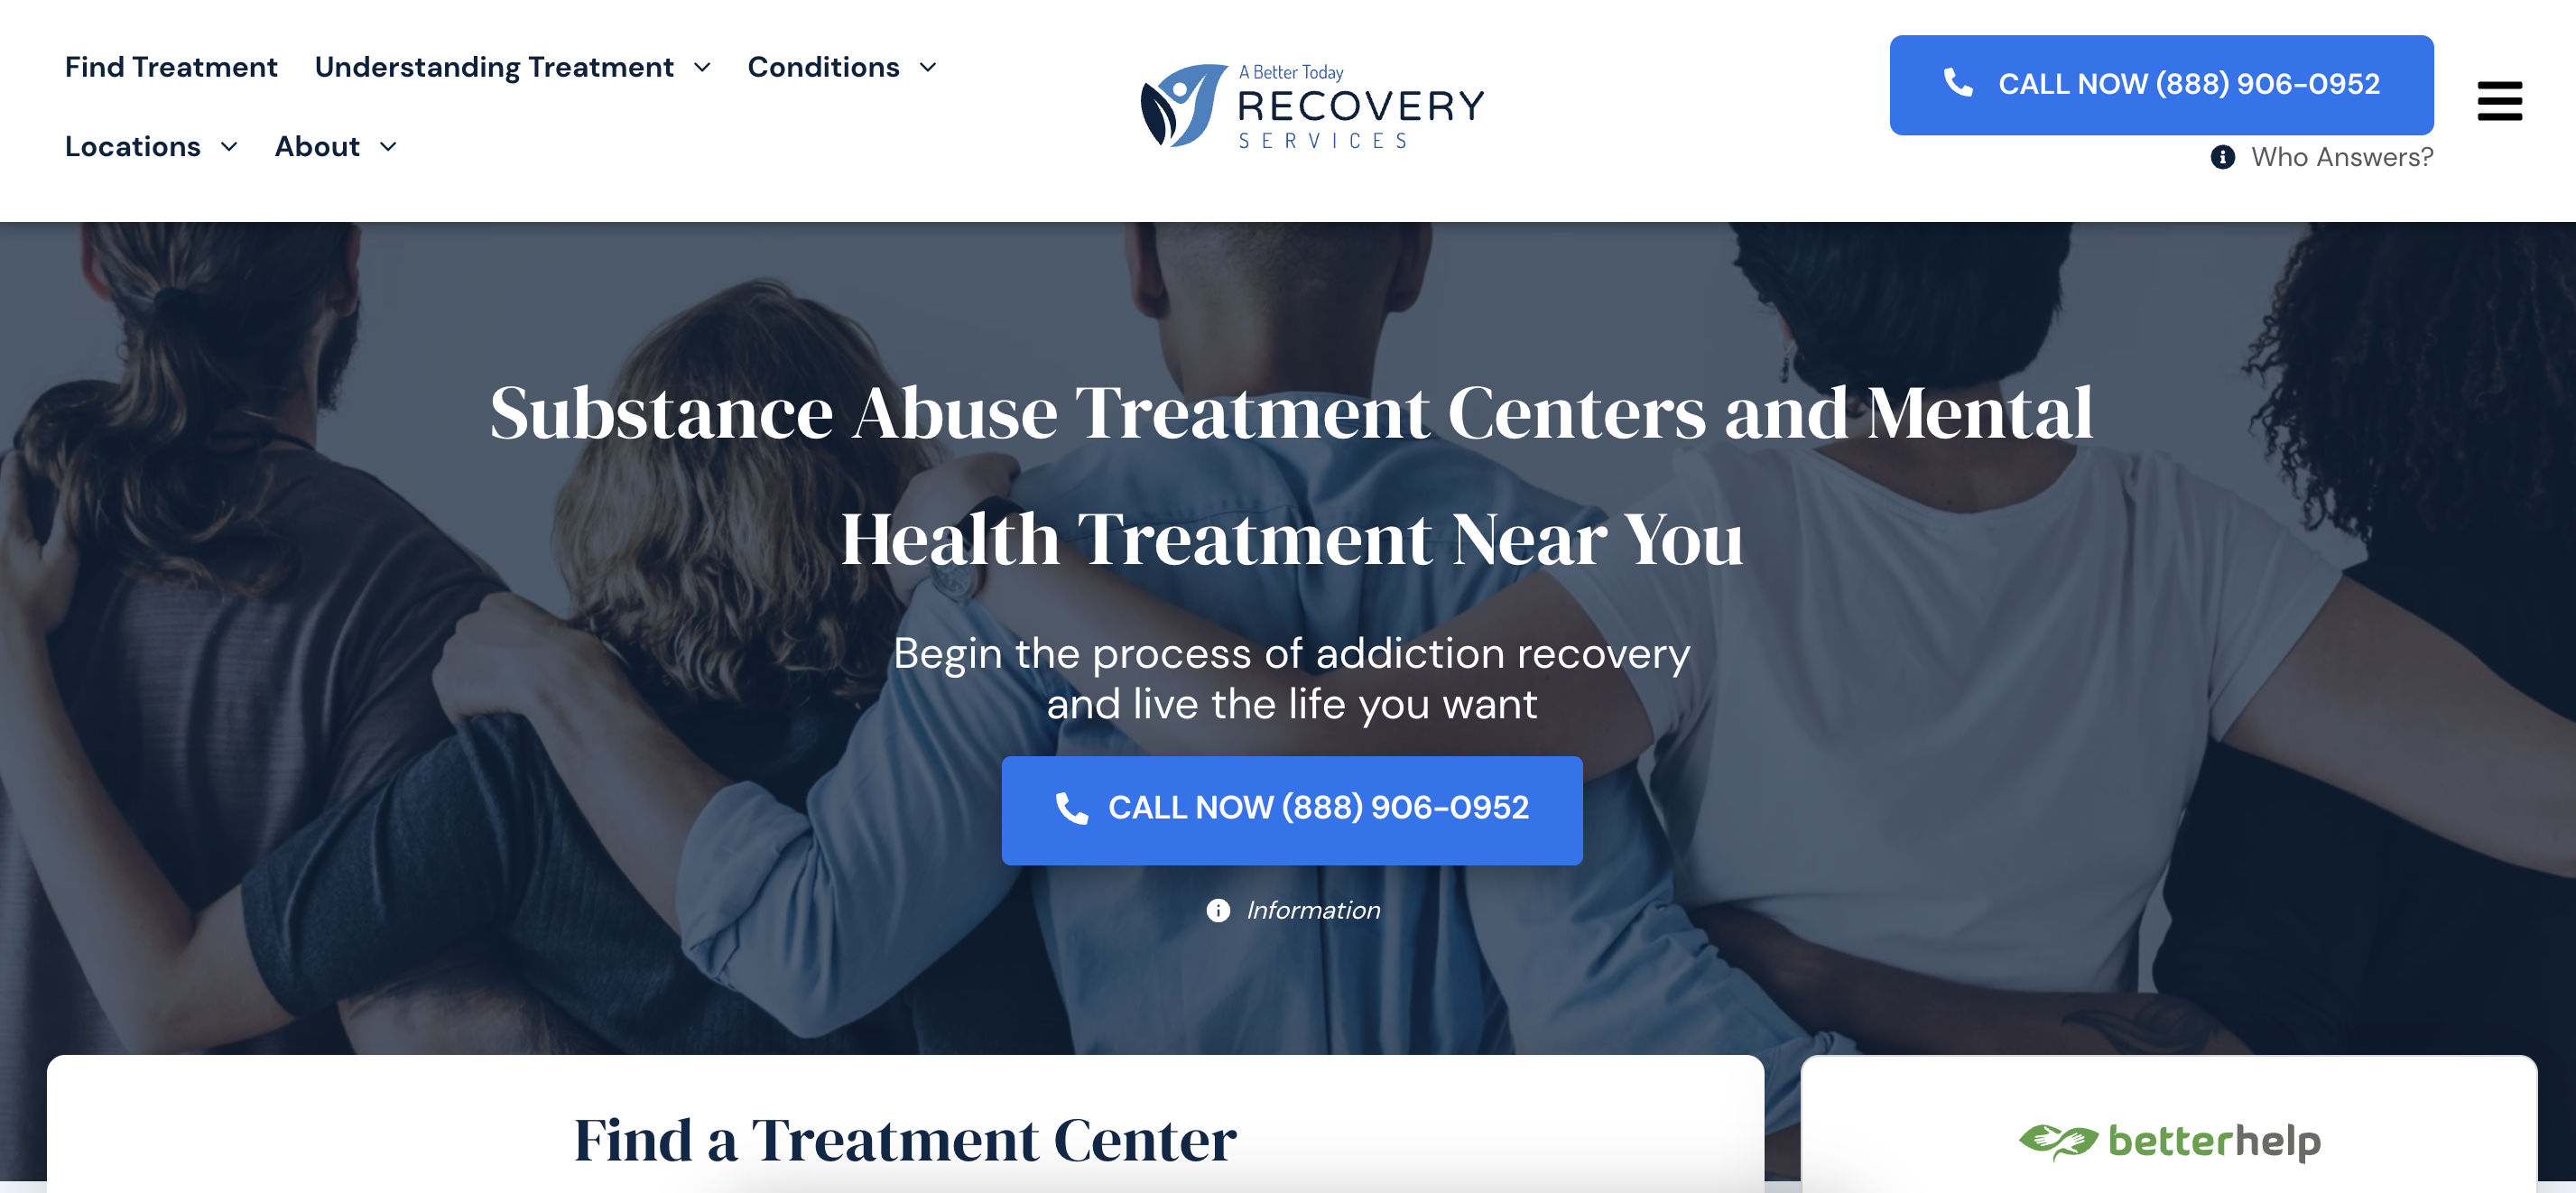 Find Treatment
Understanding Treatment
Conditions
Locations
About
A Better Today
RECOVERY
SERVICES
CALL NOW (888) 906-0952
Who Answers?
Substance Abuse Treatment Centers and Mental
Health Treatment Near You
Begin the process of addiction recovery
and live the life you want
CALL NOW (888) 906-0952
Information
Find a Treatment Center
betterhelp